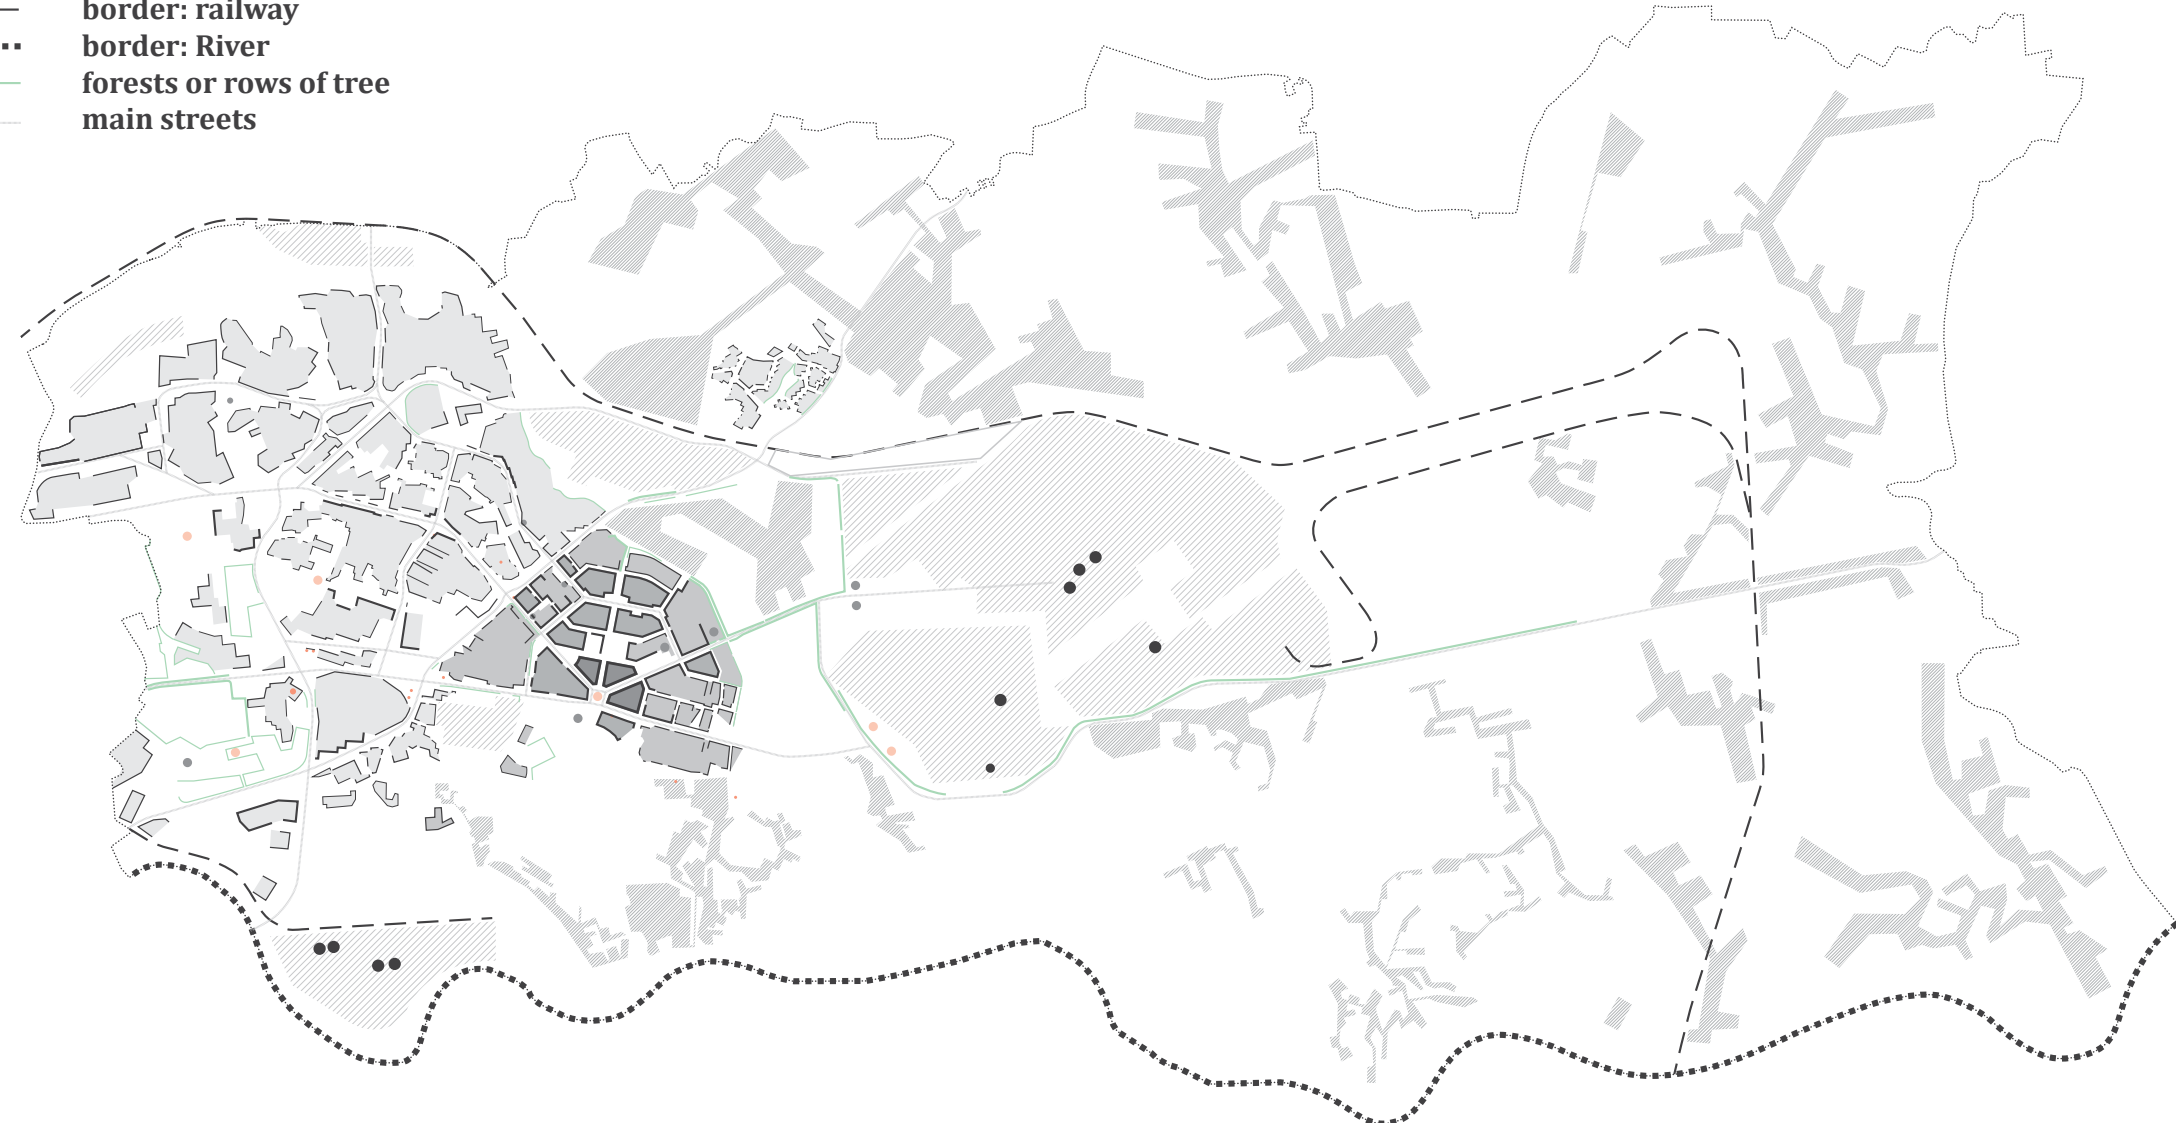 border: railway
border: River
forests or rows of tree
main streets